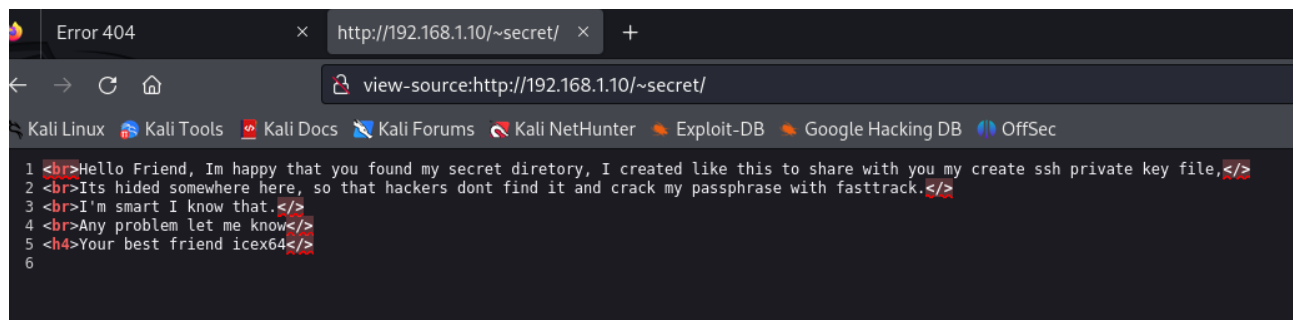 Error 404 × http://192.168.1.10/~secret/ × +
view-source:http://192.168.1.10/~secret/
Kali Linux Kali Tools Kali Docs Kali Forums Kali NetHunter Exploit-DB Google Hacking DB OffSec
1 <br>Hello Friend, Im happy that you found my secret diretory, I created like this to share with you my create ssh private key file,</>
2 <br>Its hided somewhere here, so that hackers dont find it and crack my passphrase with fasttrack.</>
3 <br>I'm smart I know that.</>
4 <br>Any problem let me know</>
5 <h4>Your best friend icex64</>
6